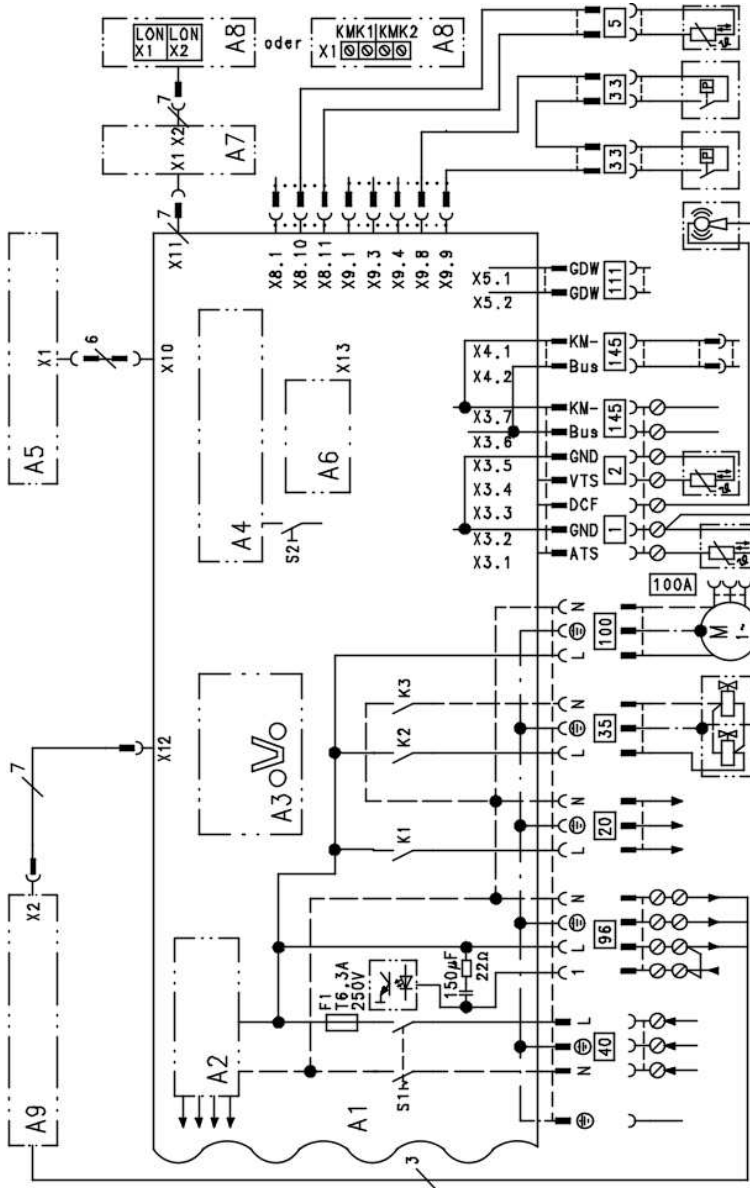 A9
X2
7
X12
A5
X1
6
X10
X11
7
X1 X2
A7
7
LON LON
X1 X2
A8
oder
KMK1 KMK2
X1
A8
A2
A3
A4
S2
A6
X13
X8.1
X8.10
X8.11
X9.1
X9.3
X9.4
X9.8
X9.9
A1
F1
T6.3A
250V
S1
150µF
22Ω
K1
K2
K3
X3.1
X3.2
X3.3
X3.4
X3.5
X3.6
X3.7
X4.2
X4.1
X5.2
X5.1
N
L
40
1
L
N
96
L
N
20
L
N
35
L
N
100
100A
ATS
GND
DCF
VTS
GND
Bus
KM-
Bus
KM-
GDW
GDW
1
2
145
145
111
33
33
5
3
M
1~
P
P
ϑ
ϑ
ϑ